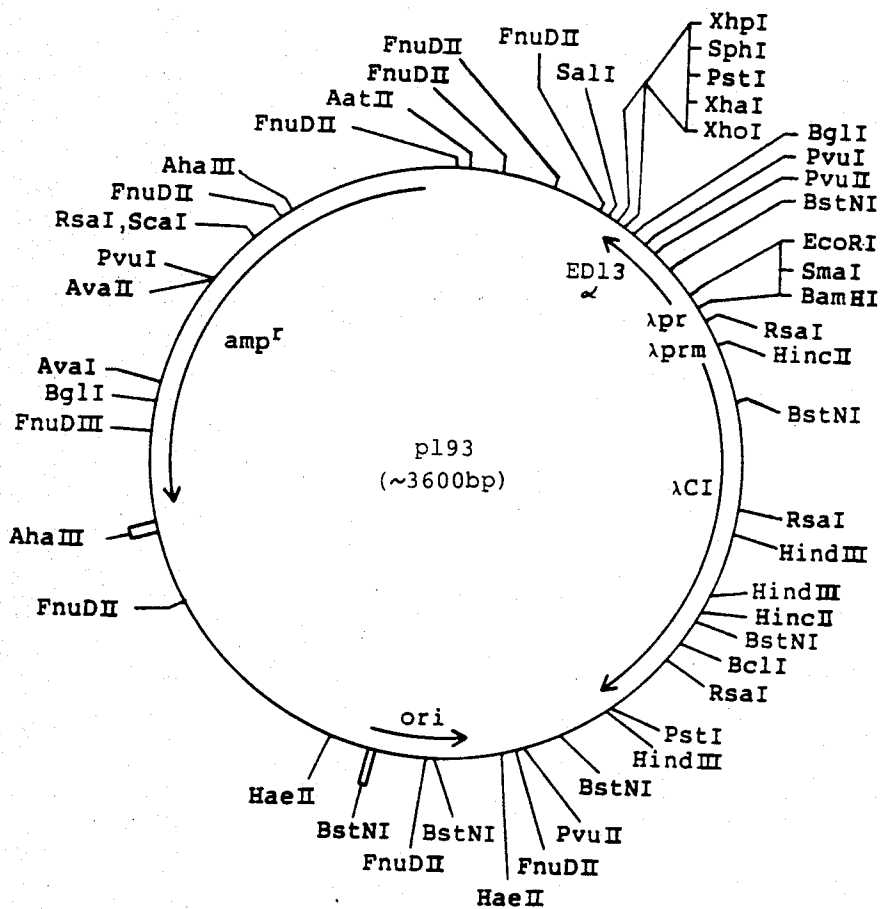 FnuDII
FnuDII
AatII
FnuDII
FnuDII
SalI
XhpI
SphI
PstI
XhaI
XhoI
BglI
PvuI
PvuII
BstNI
EcoRI
SmaI
BamHI
RsaI
HincII
BstNI
RsaI
HindIII
HindIII
HincII
BstNI
BclI
RsaI
PstI
HindIII
BstNI
PvuII
FnuDII
HaeII
BstNI
FnuDII
BstNI
HaeII
FnuDII
AhaIII
FnuDIII
BglI
AvaI
AvaII
PvuI
RsaI,ScaI
FnuDII
AhaIII
amp^r
ED13
α
λpr
λprm
λCI
ori
p193
(~3600bp)